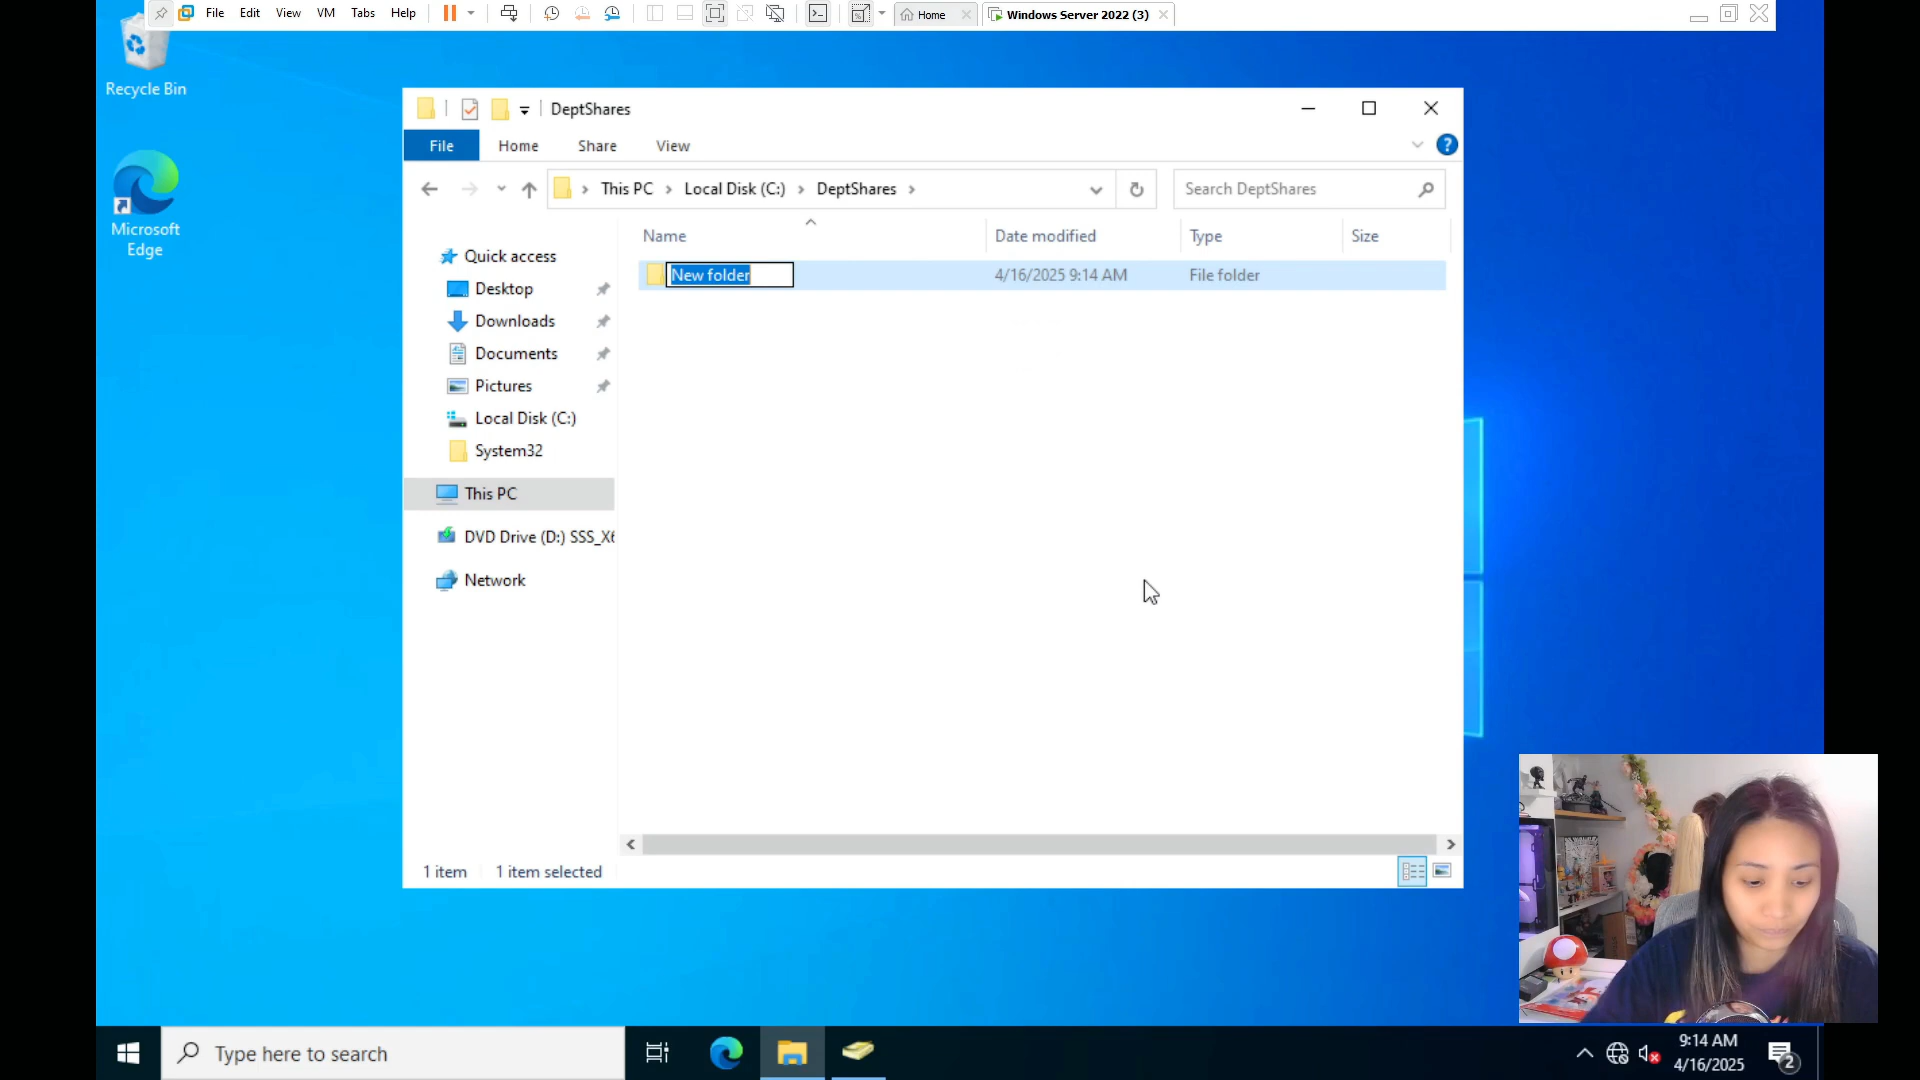 File Edit View VM Tabs Help
Home
Windows Server 2022 (3)
Recycle Bin
Microsoft
Edge
DeptShares
File
Home
Share
View
?
This PC
Local Disk (C:)
DeptShares
Search DeptShares
Name
Date modified
Type
Size
New folder
4/16/2025 9:14 AM
File folder
Quick access
Desktop
Downloads
Documents
Pictures
Local Disk (C:)
System32
This PC
DVD Drive (D:) SSS_X6
Network
1 item
1 item selected
Type here to search
9:14 AM
4/16/2025
2